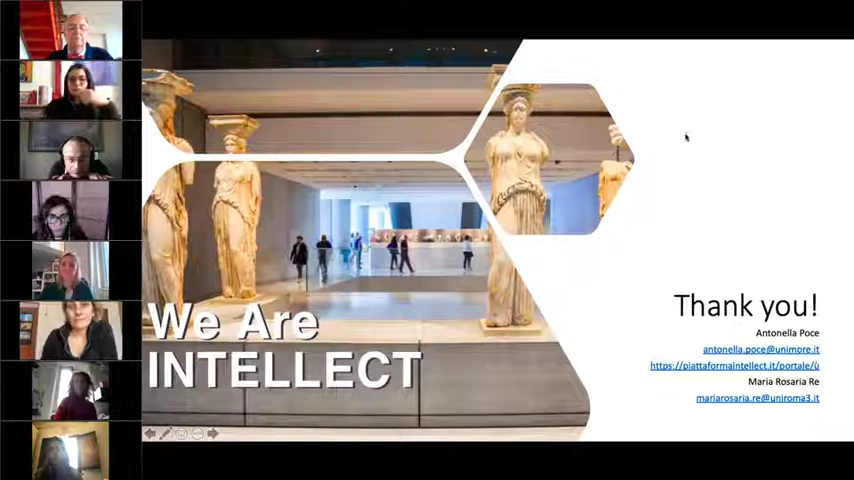 We Are
INTELLECT
Thank you!
Antonella Poce
antonella.poce@unimore.it
https://piattaformaintellect.it/portale/ù
Maria Rosaria Re
mariarosaria.re@uniroma3.it